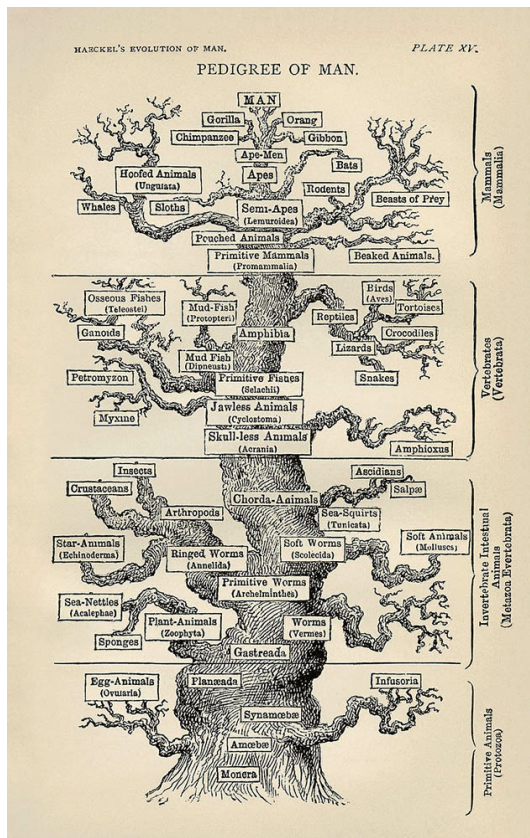 HAECKEL'S EVOLUTION OF MAN.
PLATE XV.
PEDIGREE OF MAN.
MAN
Gorilla
Orang
Chimpanzee
Gibbon
Ape-Men
Apes
Bats
Hoofed Animals
(Ungulata)
Rodents
Whales
Sloths
Semi-Apes
(Lemuroidea)
Beasts of Prey
Pouched Animals
Primitive Mammals
(Promammalia)
Beaked Animals.
Mammals
(Mammalia)
Osseous Fishes
(Teleostei)
Mud-Fish
(Protopteri)
Birds
(Aves)
Tortoises
Reptiles
Ganoids
Amphibia
Crocodiles
Lizards
Mud Fish
(Dipneusti)
Petromyzon
Primitive Fishes
(Selachii)
Snakes
Jawless Animals
(Cyclostoma)
Myxine
Skull-less Animals
(Acrania)
Amphioxus
Vertebrates
(Vertebrata)
Insects
Ascidians
Crustaceans
Salpæ
Chorda-Animals
Arthropods
Sea-Squirts
(Tunicata)
Star-Animals
(Echinoderma)
Ringed Worms
(Annelida)
Soft Worms
(Scolecida)
Soft Animals
(Molluscs)
Primitive Worms
(Archelminthes)
Sea-Nettles
(Acalephae)
Plant-Animals
(Zoophyta)
Worms
(Vermes)
Sponges
Gastreada
Invertebrate Intestinal
Animals
(Metazoa Evertebrata)
Egg-Animals
(Ovularia)
Planæada
Infusoria
Synamœbæ
Amœbæ
Monera
Primitive Animals
(Protozoa)